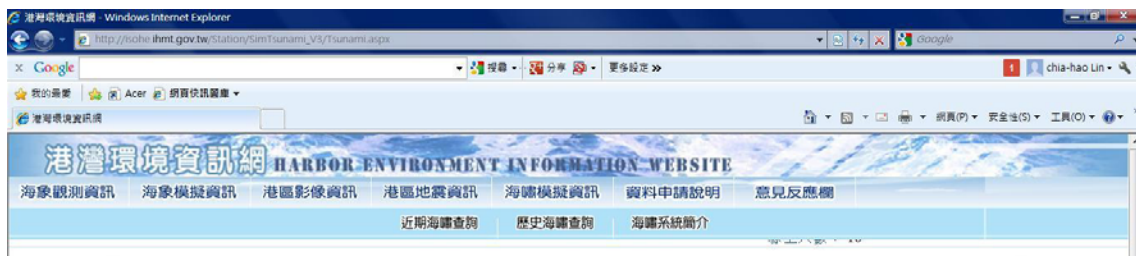 港灣環境資訊網 - Windows Internet Explorer
http://isohe.ihmt.gov.tw/Station/SimTsunami_V3/Tsunami.aspx
Google
x Google
搜尋
分享
更多設定 »
1
chia-hao Lin
我的最愛
Acer
網頁快訊圖庫
港灣環境資訊網
網頁(P)
安全性(S)
工具(O)
港灣環境資訊網 HARBOR ENVIRONMENT INFORMATION WEBSITE
海象觀測資訊 海象模擬資訊 港區影像資訊 港區地震資訊 海嘯模擬資訊 資料申請說明 意見反應欄
近期海嘯查詢 歷史海嘯查詢 海嘯系統簡介